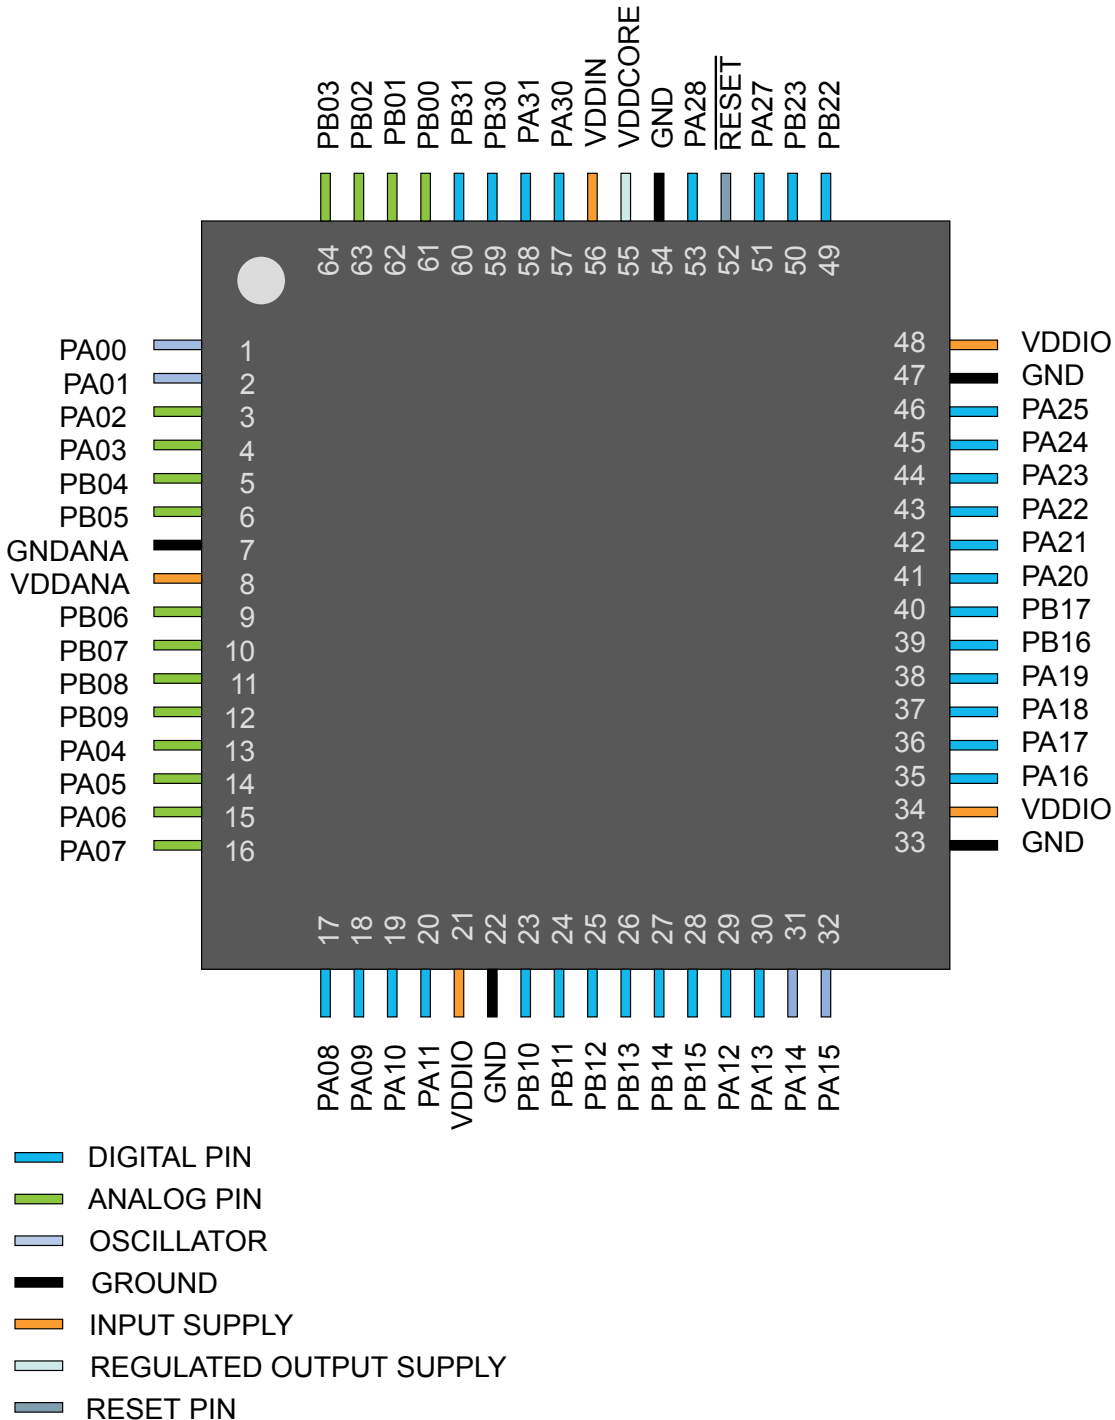 PB03 PB02 PB01 PB00 PB31 PB30 PA31 PA30 VDDIN VDDCORE GND PA28 RESET PA27 PB23 PB22
64 63 62 61 60 59 58 57 56 55 54 53 52 51 50 49
PA00 1
PA01 2
PA02 3
PA03 4
PB04 5
PB05 6
GNDANA 7
VDDANA 8
PB06 9
PB07 10
PB08 11
PB09 12
PA04 13
PA05 14
PA06 15
PA07 16
48 VDDIO
47 GND
46 PA25
45 PA24
44 PA23
43 PA22
42 PA21
41 PA20
40 PB17
39 PB16
38 PA19
37 PA18
36 PA17
35 PA16
34 VDDIO
33 GND
17 18 19 20 21 22 23 24 25 26 27 28 29 30 31 32
PA08 PA09 PA10 PA11 VDDIO GND PB10 PB11 PB12 PB13 PB14 PB15 PA12 PA13 PA14 PA15
DIGITAL PIN
ANALOG PIN
OSCILLATOR
GROUND
INPUT SUPPLY
REGULATED OUTPUT SUPPLY
RESET PIN